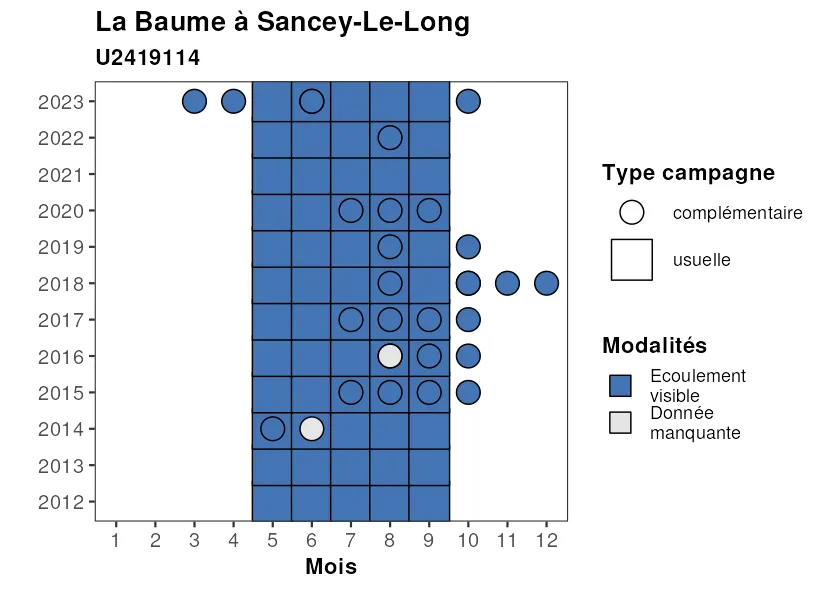 La Baume à Sancey-Le-Long
U2419114
2023
2022
2021
2020
2019
2018
2017
2016
2015
2014
2013
2012
1 2 3 4 5 6 7 8 9 10 11 12
Mois
Type campagne
complémentaire
usuelle
Modalités
Ecoulement
visible
Donnée
manquante